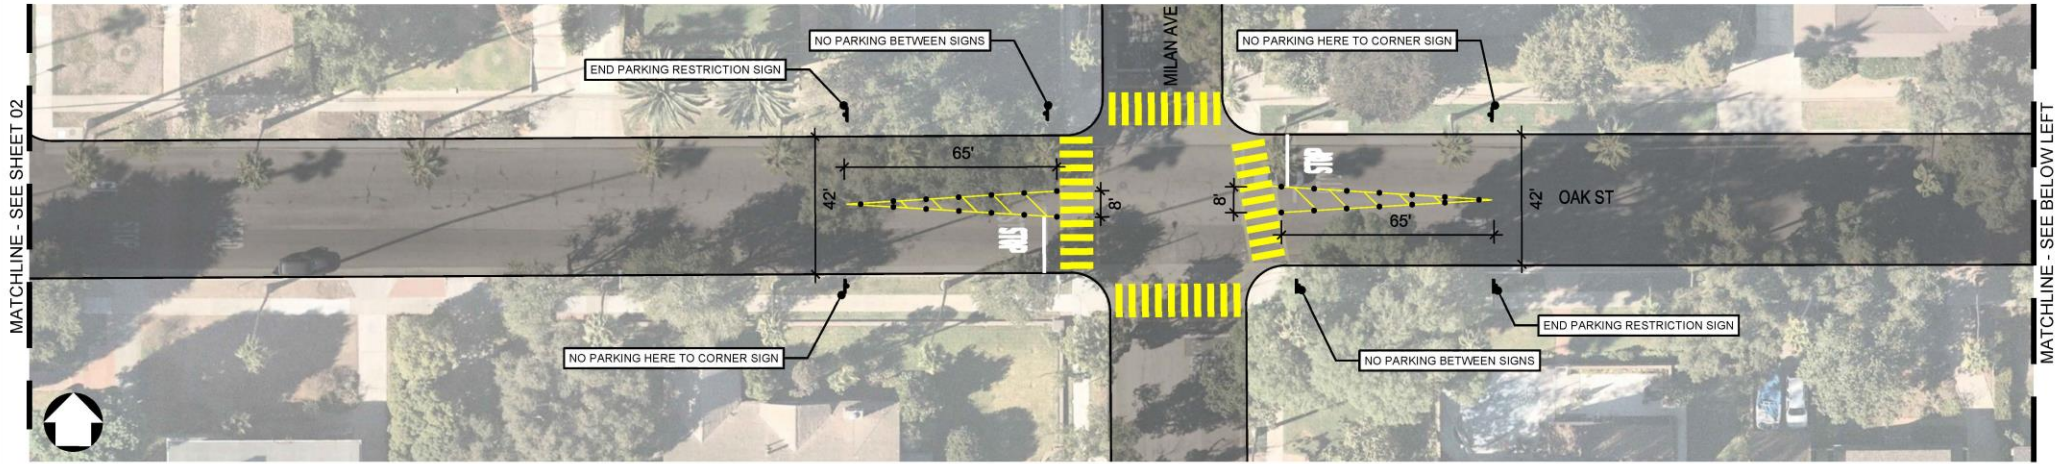 MILAN AVE
NO PARKING BETWEEN SIGNS
NO PARKING HERE TO CORNER SIGN
END PARKING RESTRICTION SIGN
MATCHLINE - SEE SHEET 02
MATCHLINE - SEE BELOW LEFT
65'
STOP
42'
8'
8'
42'
OAK ST
65'
STOP
END PARKING RESTRICTION SIGN
NO PARKING HERE TO CORNER SIGN
NO PARKING BETWEEN SIGNS